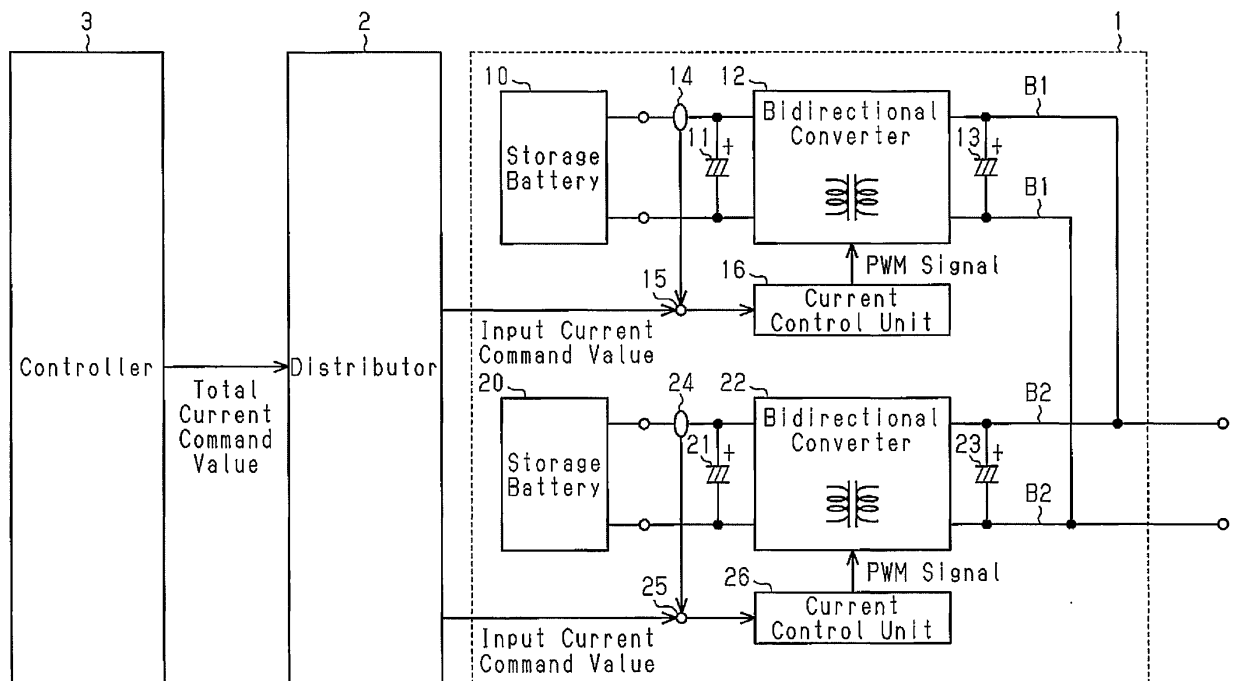 3
2
1
10
14
12
B1
Storage
Battery
11
+
Bidirectional
Converter
13
+
B1
PWM Signal
15
16
Current
Control Unit
Input Current
Command Value
Controller
Total
Current
Command
Value
Distributor
20
24
22
B2
Storage
Battery
21
+
Bidirectional
Converter
23
+
B2
PWM Signal
25
26
Current
Control Unit
Input Current
Command Value